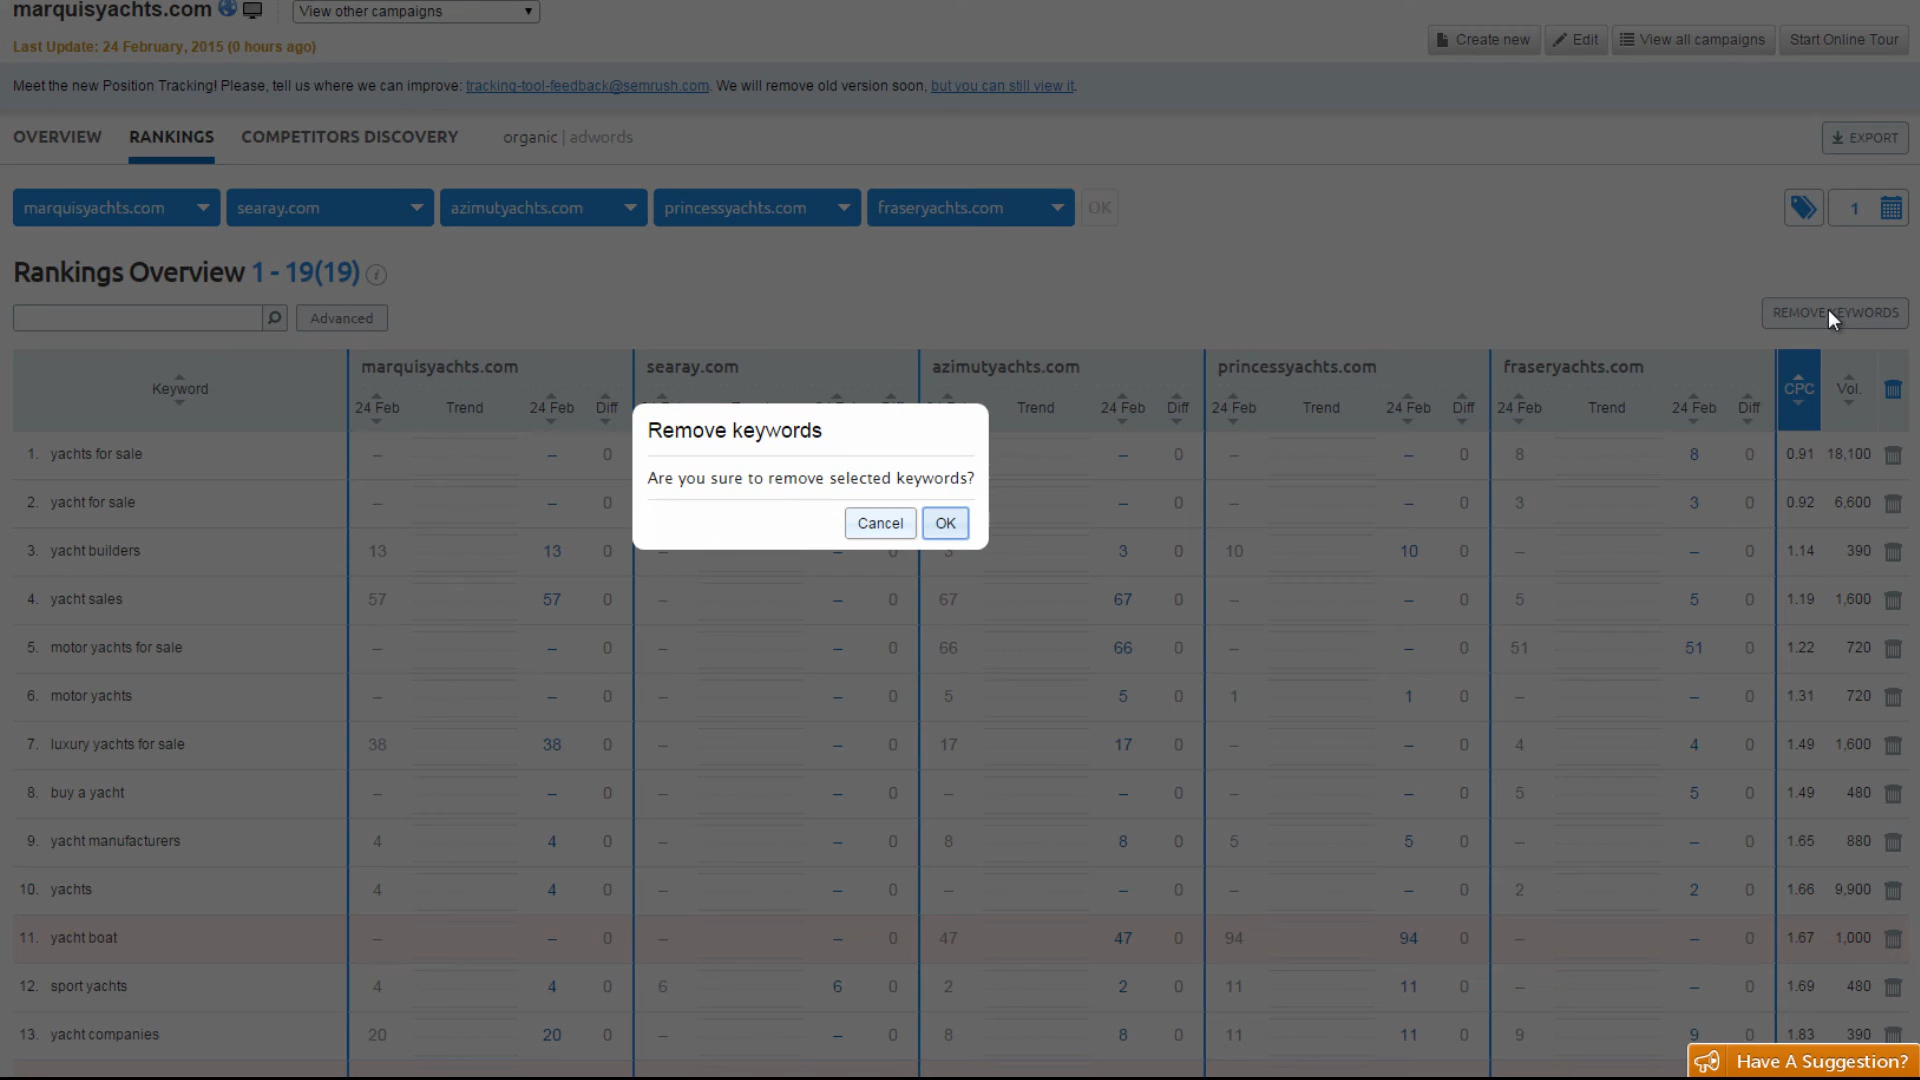 marquisyachts.com View other campaigns
Last Update: 24 February, 2015 (0 hours ago)
Create new Edit View all campaigns Start Online Tour
Meet the new Position Tracking! Please, tell us where we can improve: tracking-tool-feedback@semrush.com. We will remove old version soon, but you can still view it.
OVERVIEW RANKINGS COMPETITORS DISCOVERY organic | adwords EXPORT
marquisyachts.com searay.com azimutyachts.com princessyachts.com fraseryachts.com OK 1
Rankings Overview 1 - 19(19) i
Advanced REMOVE KEYWORDS
marquisyachts.com searay.com azimutyachts.com princessyachts.com fraseryachts.com
Keyword CPC Vol.
24 Feb Trend 24 Feb Diff Trend 24 Feb Diff 24 Feb Trend 24 Feb Diff 24 Feb Trend 24 Feb Diff
Remove keywords
Are you sure to remove selected keywords?
Cancel OK
1. yachts for sale – – 0 – 0 – – 0 8 8 0 0.91 18,100
2. yacht for sale – – 0 – 0 – – 0 3 3 0 0.92 6,600
3. yacht builders 13 13 0 – – 0 3 3 0 10 10 0 – – 0 1.14 390
4. yacht sales 57 57 0 – – 0 67 67 0 – – 0 5 5 0 1.19 1,600
5. motor yachts for sale – – 0 – – 0 66 66 0 – – 0 51 51 0 1.22 720
6. motor yachts – – 0 – – 0 5 5 0 1 1 0 – – 0 1.31 720
7. luxury yachts for sale 38 38 0 – – 0 17 17 0 – – 0 4 4 0 1.49 1,600
8. buy a yacht – – 0 – – 0 – – 0 – – 0 5 5 0 1.49 480
9. yacht manufacturers 4 4 0 – – 0 8 8 0 5 5 0 – – 0 1.65 880
10. yachts 4 4 0 – – 0 – – 0 – – 0 2 2 0 1.66 9,900
11. yacht boat – – 0 – – 0 47 47 0 94 94 0 – – 0 1.67 1,000
12. sport yachts 4 4 0 6 6 0 2 2 0 11 11 0 – – 0 1.69 480
13. yacht companies 20 20 0 – – 0 8 8 0 11 11 0 9 9 0 1.83 390
Have A Suggestion?